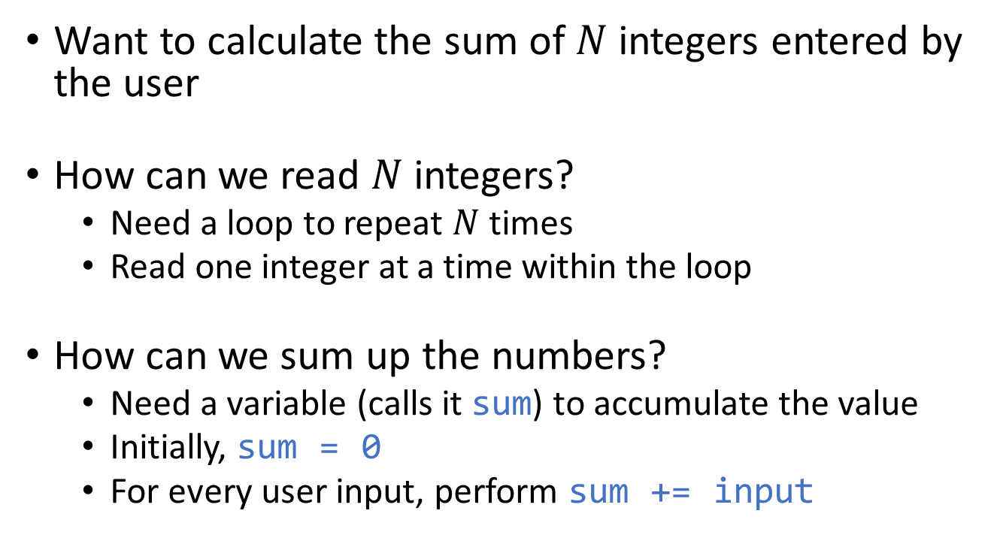 • Want to calculate the sum of N integers entered by
the user
• How can we read N integers?
• Need a loop to repeat N times
• Read one integer at a time within the loop
• How can we sum up the numbers?
• Need a variable (calls it sum) to accumulate the value
• Initially, sum = 0
• For every user input, perform sum += input